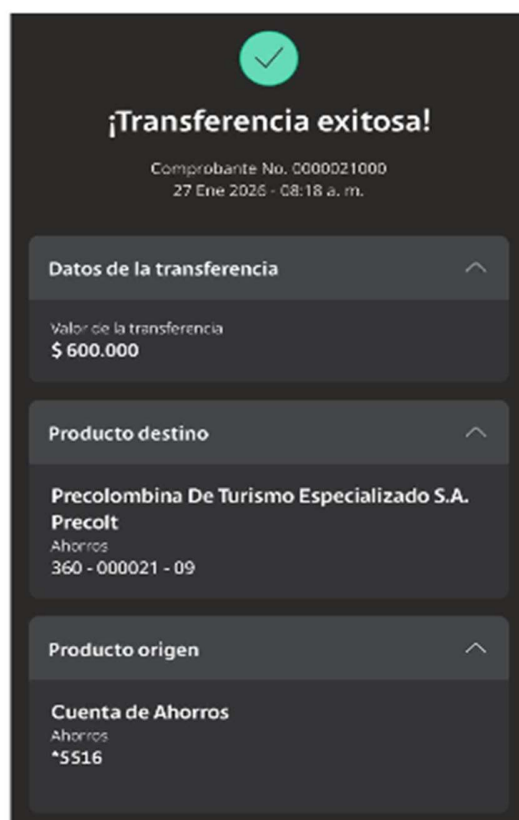 ¡Transferencia exitosa!
Comprobante No. 0000021000
27 Ene 2026 - 08:18 a. m.
Datos de la transferencia
Valor de la transferencia
$ 600.000
Producto destino
Precolombina De Turismo Especializado S.A.
Precolt
Ahorros
360 - 000021 - 09
Producto origen
Cuenta de Ahorros
Ahorros
*5516